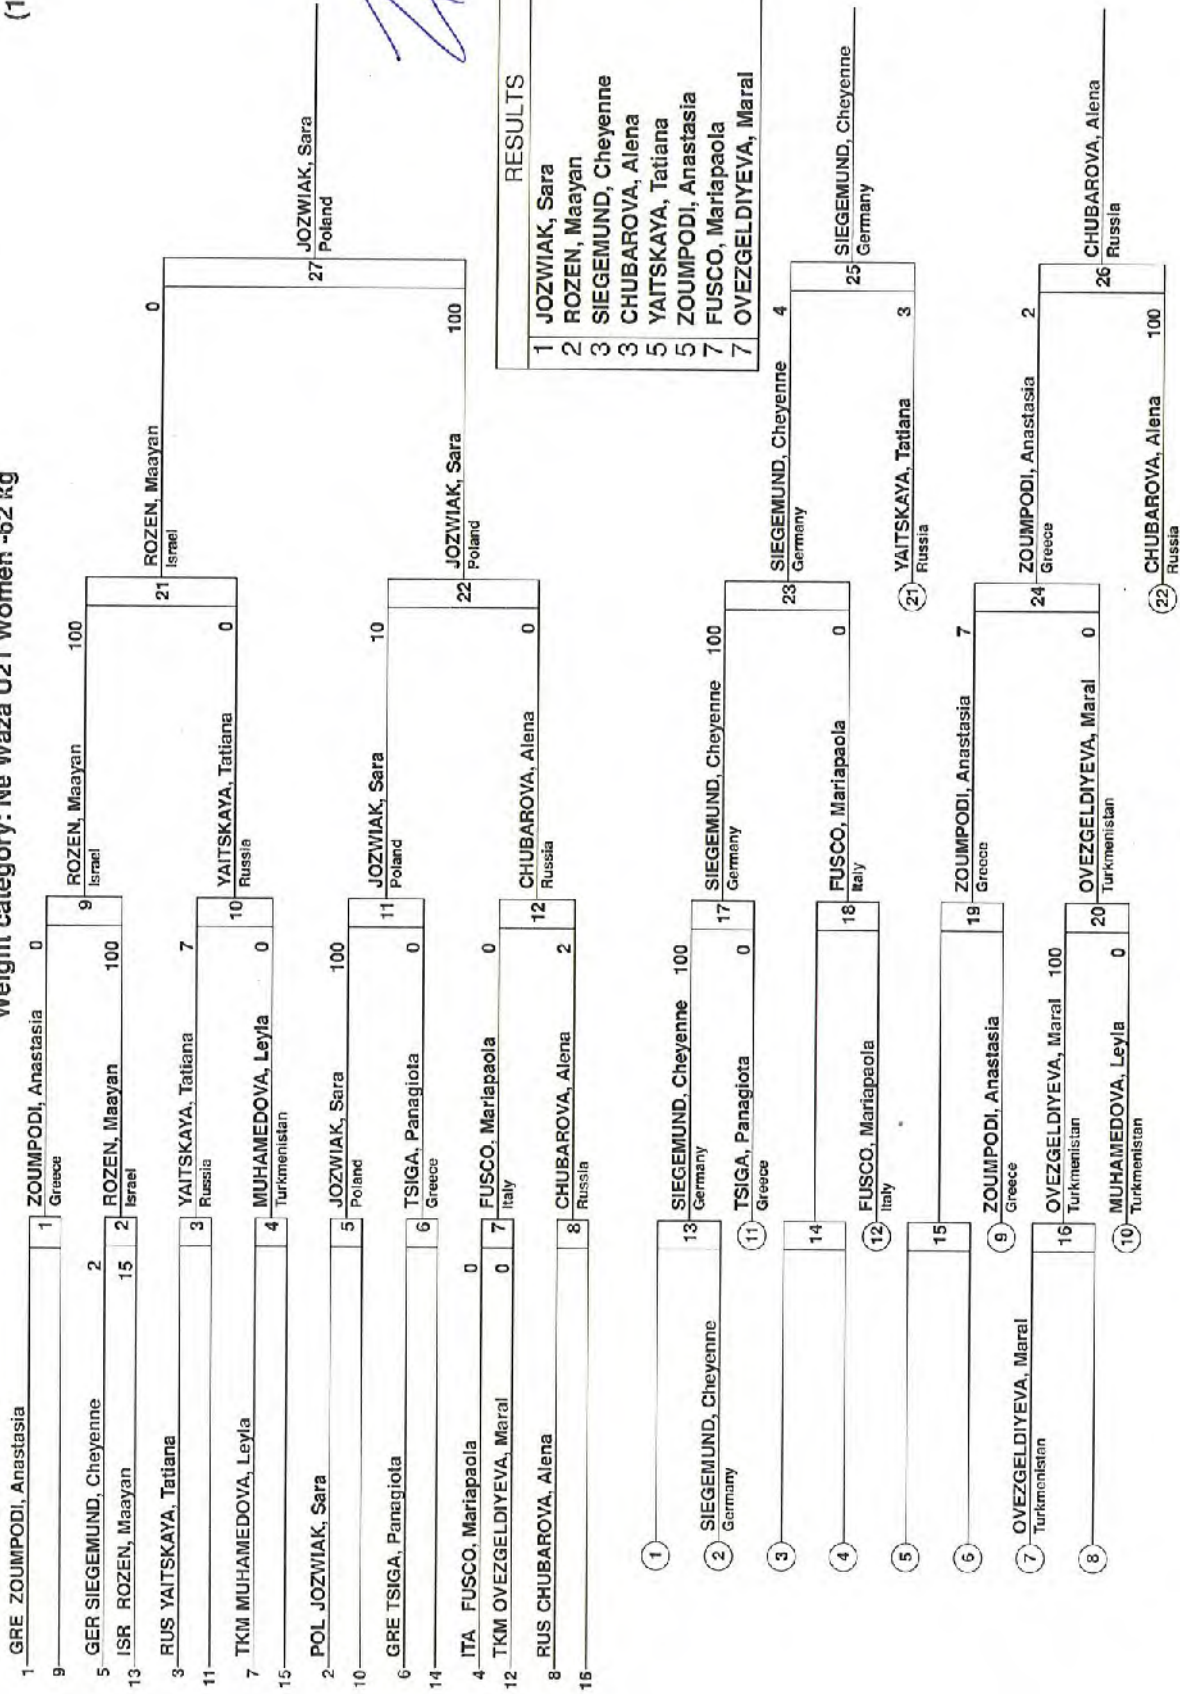 (1
Weight category: Ne Waza U21 women -62 kg
1 GRE ZOUMPODI, Anastasia
9
5 GER SIEGEMUND, Cheyenne 2
13 ISR ROZEN, Maayan 15
3 RUS YAITSKAYA, Tatiana
11
7 TKM MUHAMEDOVA, Leyla
15
2 POL JOZWIAK, Sara
10
6 GRE TSIGA, Panagiota
14
4 ITA FUSCO, Mariapaola 0
12 TKM OVEZGELDIYEVA, Maral 0
8 RUS CHUBAROVA, Alena
16
1 ZOUMPODI, Anastasia 0
Greece
2 ROZEN, Maayan 100
Israel
3 YAITSKAYA, Tatiana 7
Russia
4 MUHAMEDOVA, Leyla 0
Turkmenistan
5 JOZWIAK, Sara 100
Poland
6 TSIGA, Panagiota 0
Greece
7 FUSCO, Mariapaola 0
Italy
8 CHUBAROVA, Alena 2
Russia
9 ROZEN, Maayan 100
Israel
10 YAITSKAYA, Tatiana 0
Russia
11 JOZWIAK, Sara 10
Poland
12 CHUBAROVA, Alena 0
Russia
21 ROZEN, Maayan 0
Israel
22 JOZWIAK, Sara 100
Poland
27 JOZWIAK, Sara
Poland
RESULTS
1 JOZWIAK, Sara
2 ROZEN, Maayan
3 SIEGEMUND, Cheyenne
3 CHUBAROVA, Alena
5 YAITSKAYA, Tatiana
5 ZOUMPODI, Anastasia
7 FUSCO, Mariapaola
7 OVEZGELDIYEVA, Maral
1
2 SIEGEMUND, Cheyenne
Germany
3
4
5
6
7 OVEZGELDIYEVA, Maral
Turkmenistan
8
13 SIEGEMUND, Cheyenne 100
Germany
11 TSIGA, Panagiota 0
Greece
14
12 FUSCO, Mariapaola
Italy
15
9 ZOUMPODI, Anastasia
Greece
16 OVEZGELDIYEVA, Maral 100
Turkmenistan
10 MUHAMEDOVA, Leyla 0
Turkmenistan
17 SIEGEMUND, Cheyenne 100
Germany
18 FUSCO, Mariapaola 0
Italy
19 ZOUMPODI, Anastasia 7
Greece
20 OVEZGELDIYEVA, Maral 0
Turkmenistan
23 SIEGEMUND, Cheyenne 4
Germany
21 YAITSKAYA, Tatiana 3
Russia
24 ZOUMPODI, Anastasia 2
Greece
22 CHUBAROVA, Alena 100
Russia
25 SIEGEMUND, Cheyenne
Germany
26 CHUBAROVA, Alena
Russia